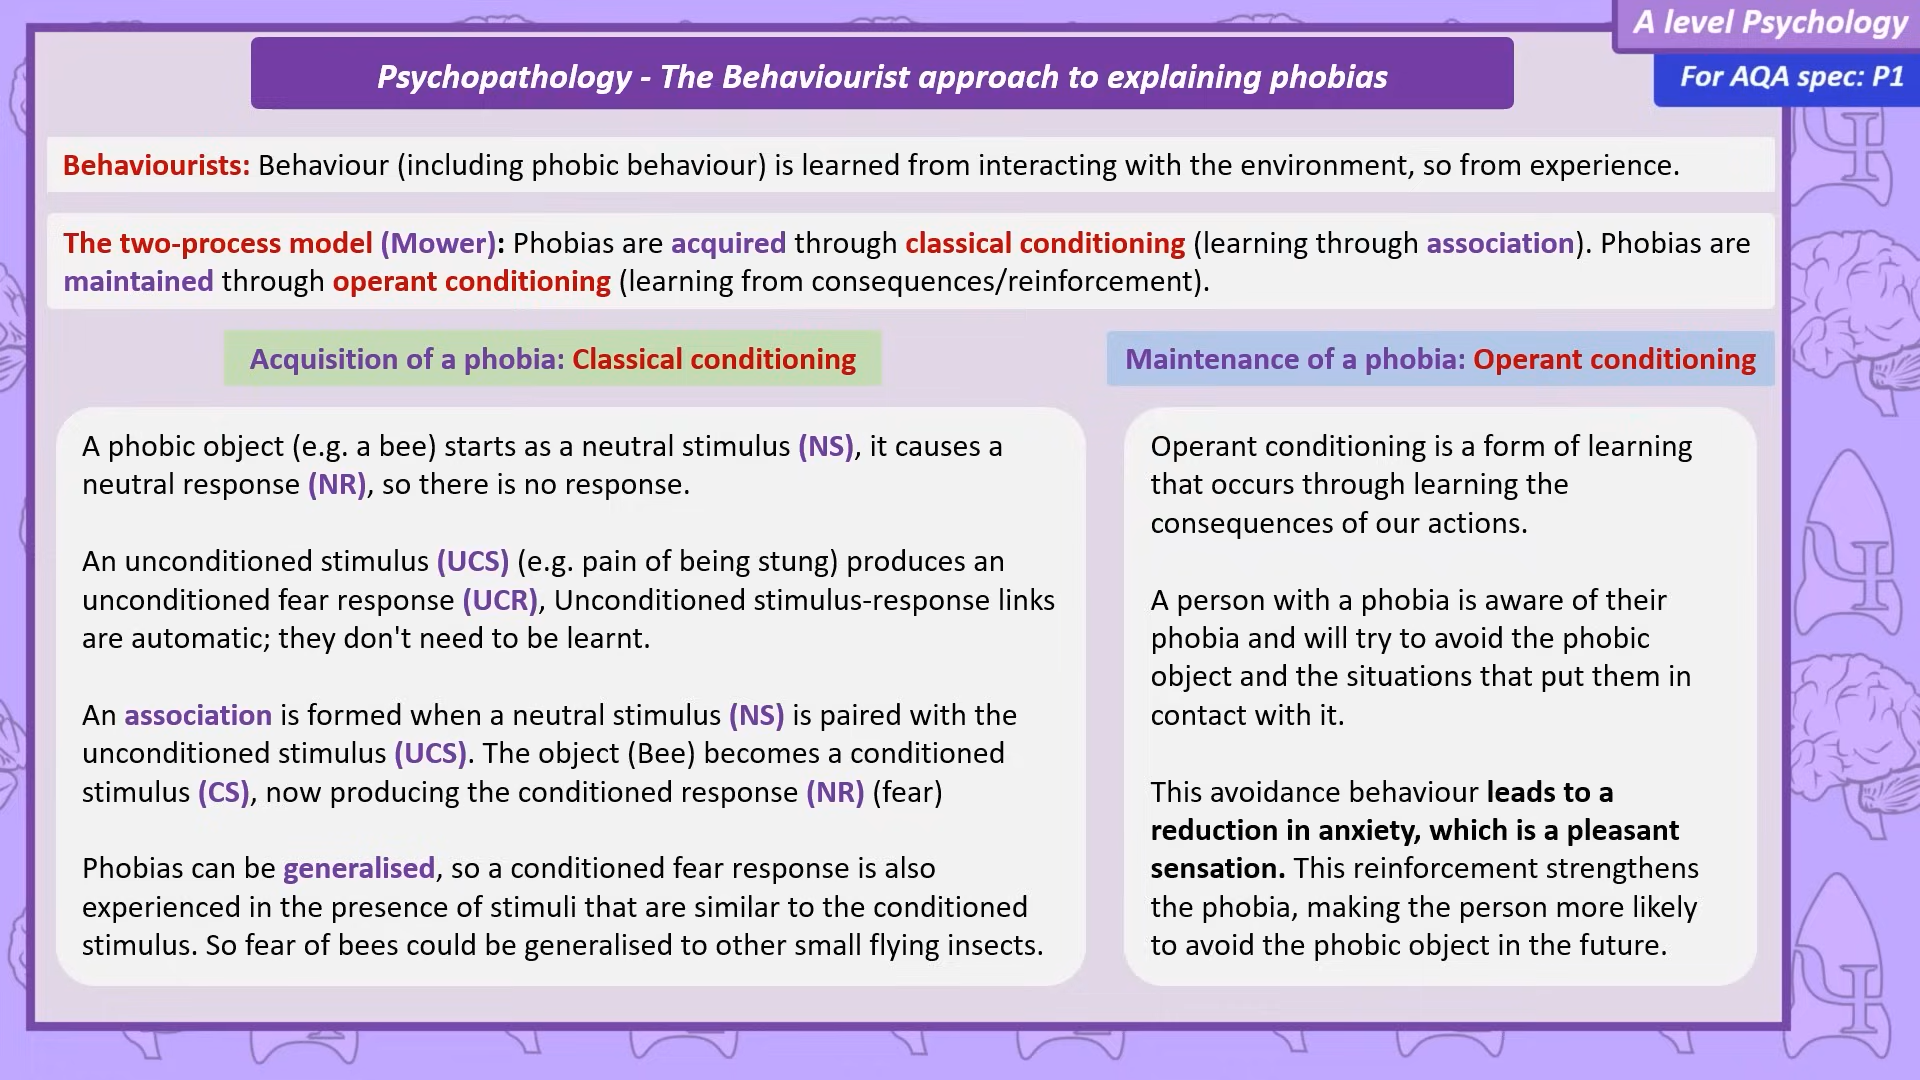 A level Psychology
For AQA spec: P1
Psychopathology - The Behaviourist approach to explaining phobias
Behaviourists: Behaviour (including phobic behaviour) is learned from interacting with the environment, so from experience.
The two-process model (Mower): Phobias are acquired through classical conditioning (learning through association). Phobias are
maintained through operant conditioning (learning from consequences/reinforcement).
Acquisition of a phobia: Classical conditioning
A phobic object (e.g. a bee) starts as a neutral stimulus (NS), it causes a
neutral response (NR), so there is no response.
An unconditioned stimulus (UCS) (e.g. pain of being stung) produces an
unconditioned fear response (UCR), Unconditioned stimulus-response links
are automatic; they don't need to be learnt.
An association is formed when a neutral stimulus (NS) is paired with the
unconditioned stimulus (UCS). The object (Bee) becomes a conditioned
stimulus (CS), now producing the conditioned response (NR) (fear)
Phobias can be generalised, so a conditioned fear response is also
experienced in the presence of stimuli that are similar to the conditioned
stimulus. So fear of bees could be generalised to other small flying insects.
Maintenance of a phobia: Operant conditioning
Operant conditioning is a form of learning
that occurs through learning the
consequences of our actions.
A person with a phobia is aware of their
phobia and will try to avoid the phobic
object and the situations that put them in
contact with it.
This avoidance behaviour leads to a
reduction in anxiety, which is a pleasant
sensation. This reinforcement strengthens
the phobia, making the person more likely
to avoid the phobic object in the future.